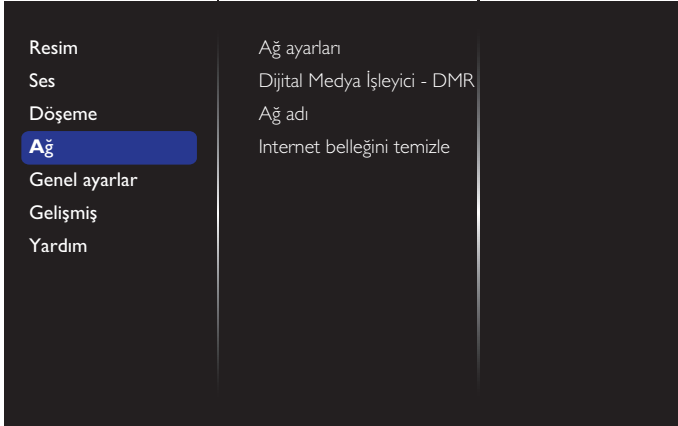 Resim
Ses
Döşeme
Ağ
Genel ayarlar
Gelişmiş
Yardım
Ağ ayarları
Dijital Medya İşleyici - DMR
Ağ adı
Internet belleğini temizle